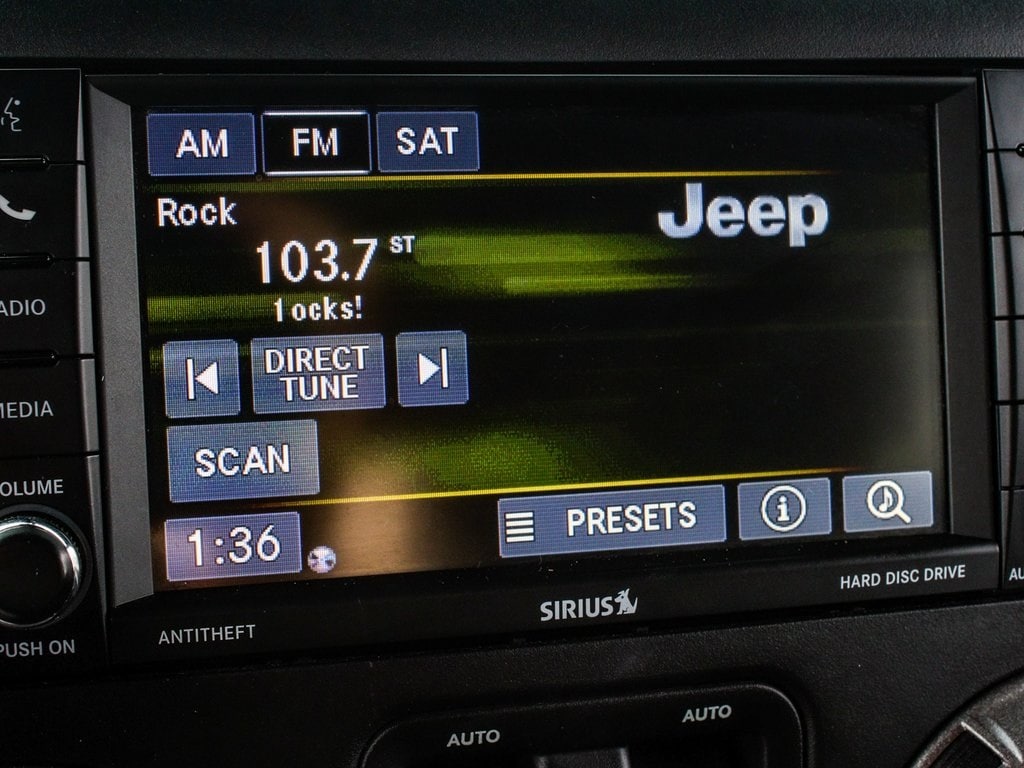 AM FM SAT
Rock
Jeep
103.7 ST
1ocks!
DIRECT
TUNE
SCAN
1:36
PRESETS
i
ADIO
MEDIA
OLUME
PUSH ON
ANTITHEFT
SIRIUS
HARD DISC DRIVE
AU
AUTO
AUTO